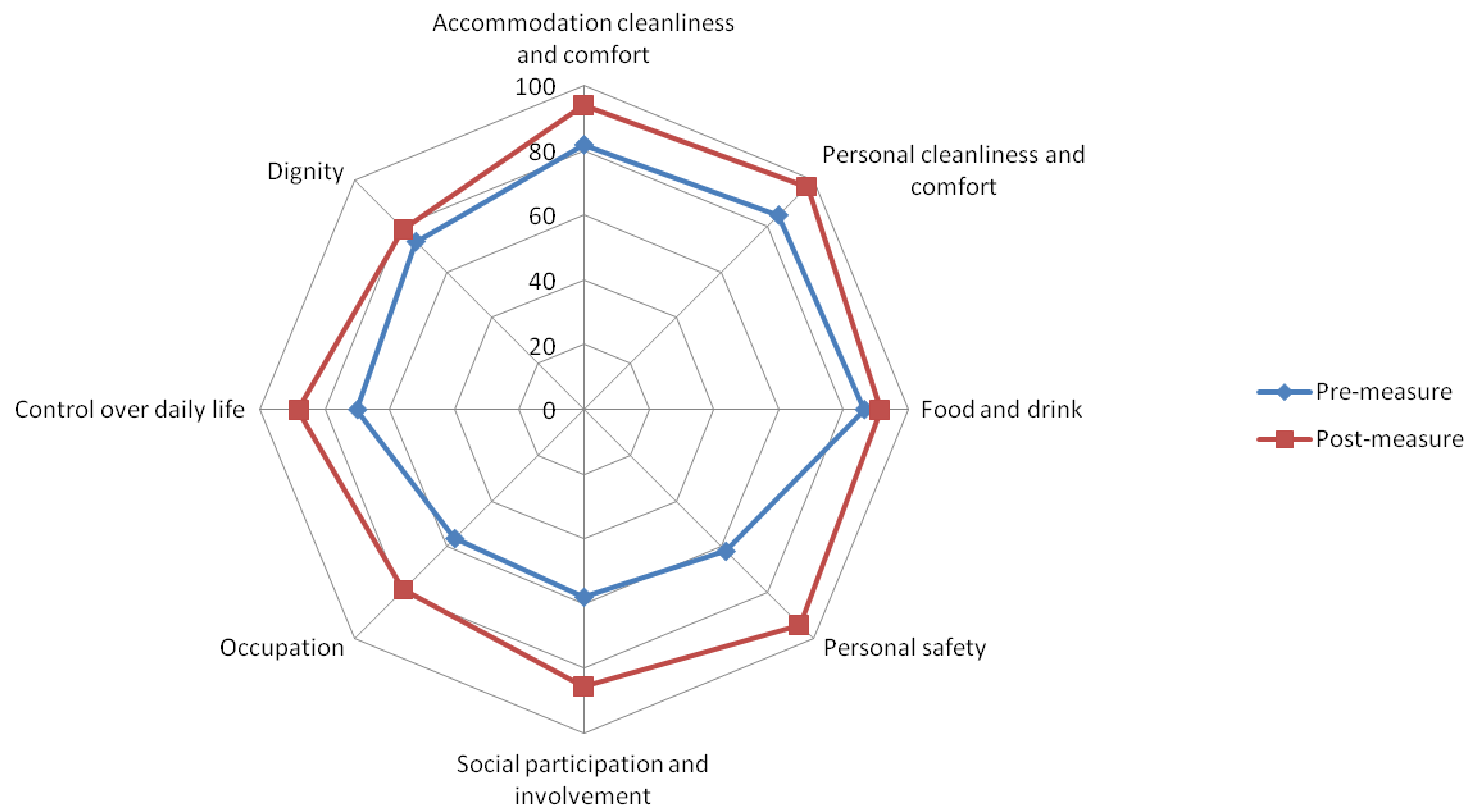 Accommodation cleanliness
and comfort
100
80
60
40
20
0
Personal cleanliness and
comfort
Food and drink
Personal safety
Social participation and
involvement
Occupation
Control over daily life
Dignity
Pre-measure
Post-measure